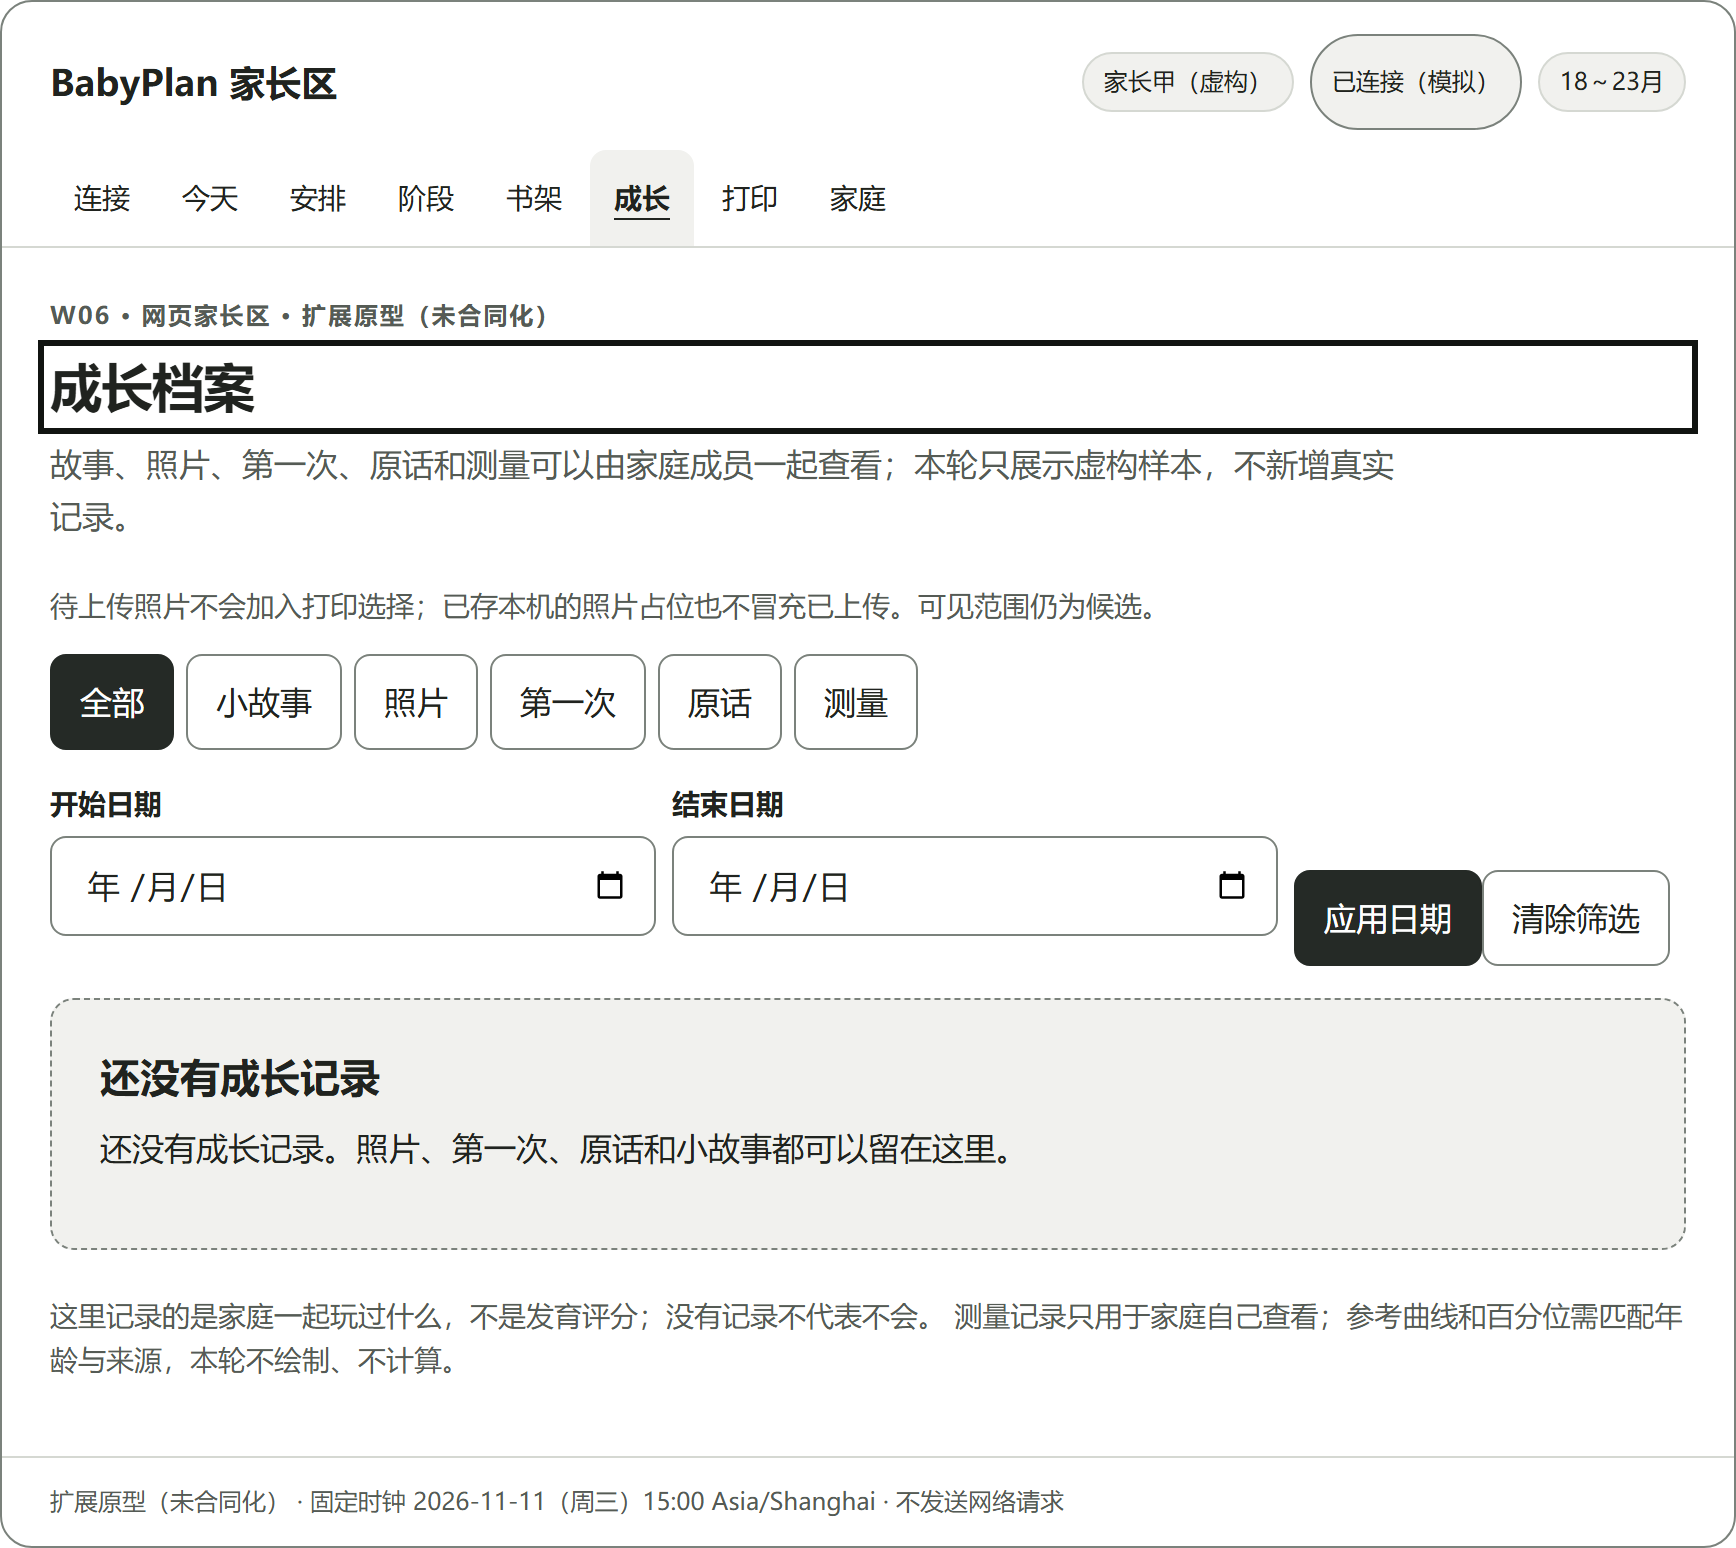 BabyPlan 家长区
家长甲（虚构）
已连接（模拟）
18～23月
连接
今天
安排
阶段
书架
成长
打印
家庭
W06 • 网页家长区 • 扩展原型（未合同化）
成长档案
故事、照片、第一次、原话和测量可以由家庭成员一起查看；本轮只展示虚构样本，不新增真实
记录。
待上传照片不会加入打印选择；已存本机的照片占位也不冒充已上传。可见范围仍为候选。
全部
小故事
照片
第一次
原话
测量
开始日期
结束日期
年 /月/日
年 /月/日
应用日期
清除筛选
还没有成长记录
还没有成长记录。照片、第一次、原话和小故事都可以留在这里。
这里记录的是家庭一起玩过什么，不是发育评分；没有记录不代表不会。 测量记录只用于家庭自己查看；参考曲线和百分位需匹配年
龄与来源，本轮不绘制、不计算。
扩展原型（未合同化） · 固定时钟 2026-11-11（周三）15:00 Asia/Shanghai · 不发送网络请求